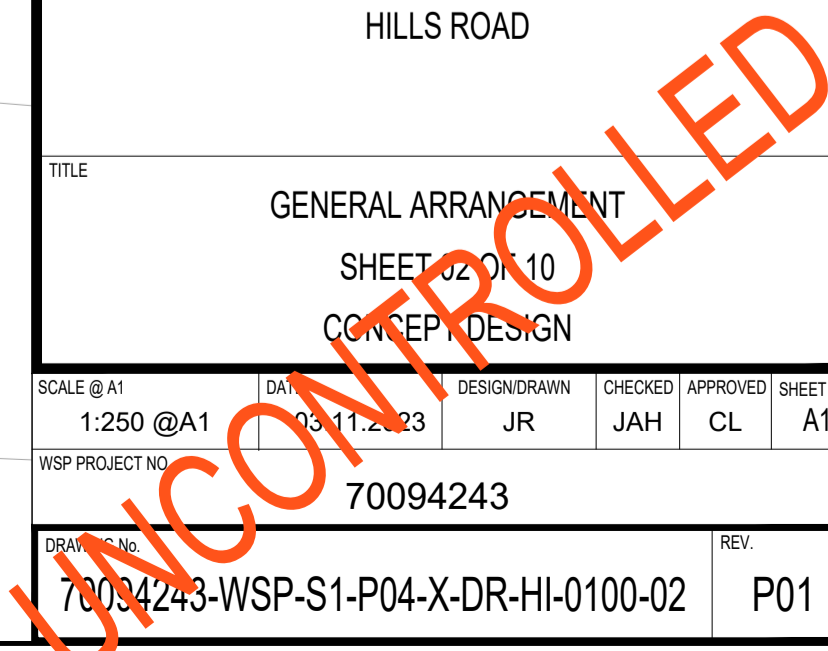 HILLS ROAD
TITLE
GENERAL ARRANGEMENT
SHEET 02 OF 10
CONCEPT DESIGN
SCALE @ A1 DATE DESIGN/DRAWN CHECKED APPROVED SHEET
1:250 @A1 03.11.2023 JR JAH CL A1
WSP PROJECT NO.
70094243
DRAWING No. REV.
70094243-WSP-S1-P04-X-DR-HI-0100-02 P01
UNCONTROLLED